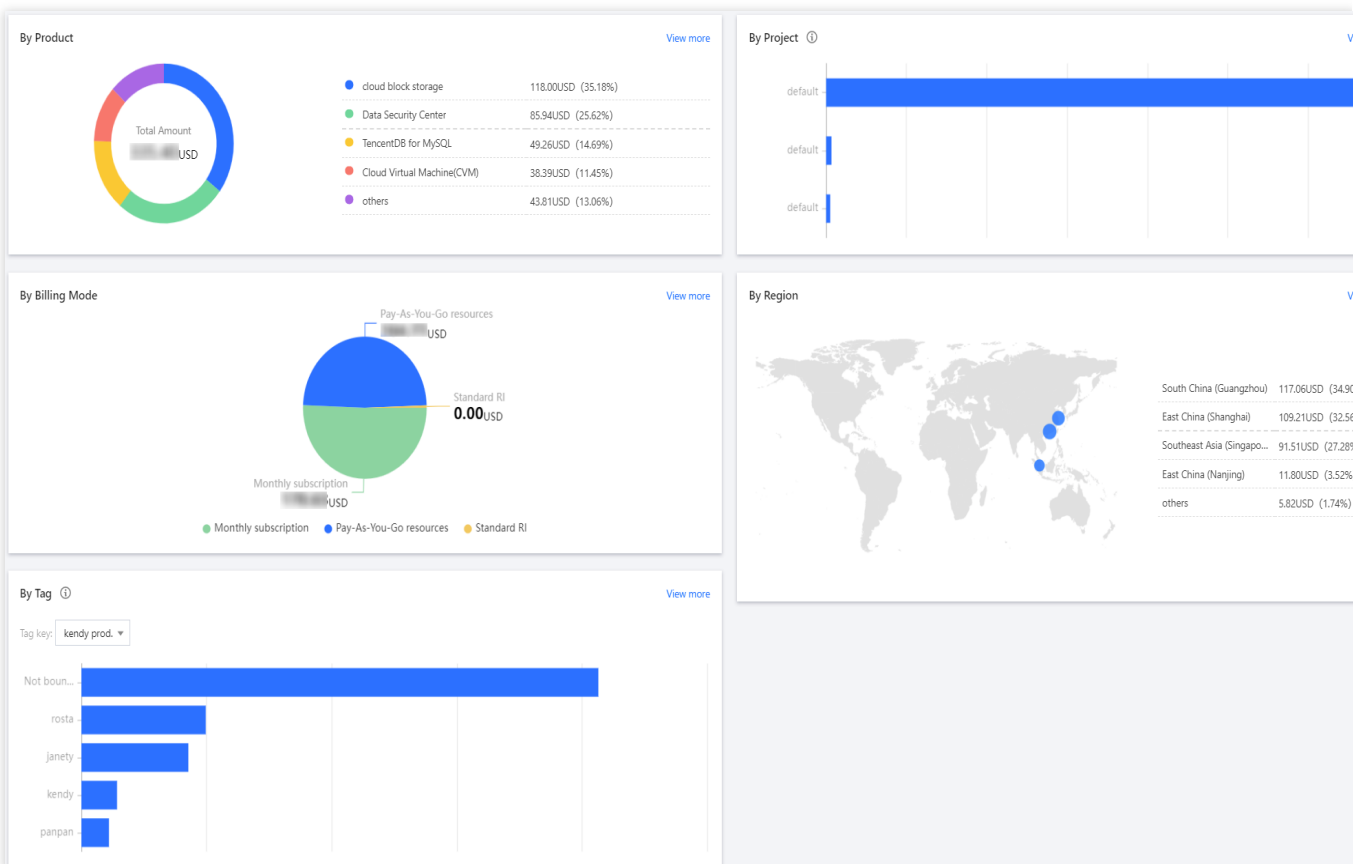 By Product
View more
Total Amount
USD
cloud block storage 118.00USD (35.18%)
Data Security Center 85.94USD (25.62%)
TencentDB for MySQL 49.26USD (14.69%)
Cloud Virtual Machine(CVM) 38.39USD (11.45%)
others 43.81USD (13.06%)
By Project
V
default
default
default
By Billing Mode
View more
Pay-As-You-Go resources
USD
Standard RI
0.00USD
Monthly subscription
USD
Monthly subscription Pay-As-You-Go resources Standard RI
By Region
V
South China (Guangzhou) 117.06USD (34.90
East China (Shanghai) 109.21USD (32.56
Southeast Asia (Singapo... 91.51USD (27.28%
East China (Nanjing) 11.80USD (3.52%
others 5.82USD (1.74%)
By Tag
View more
Tag key: kendy prod.
Not boun...
rosta
janety
kendy
panpan